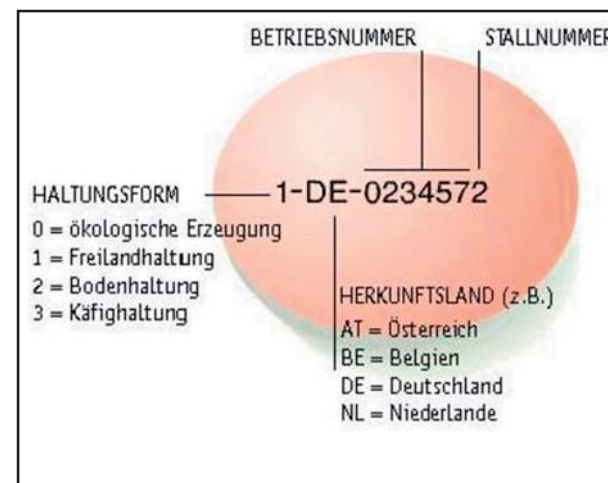 BETRIEBSNUMMER STALLNUMMER
1-DE-0234572
HALTUNGSFORM
0 = ökologische Erzeugung
1 = Freilandhaltung
2 = Bodenhaltung
3 = Käfighaltung
HERKUNFTSLAND (z.B.)
AT = Österreich
BE = Belgien
DE = Deutschland
NL = Niederlande